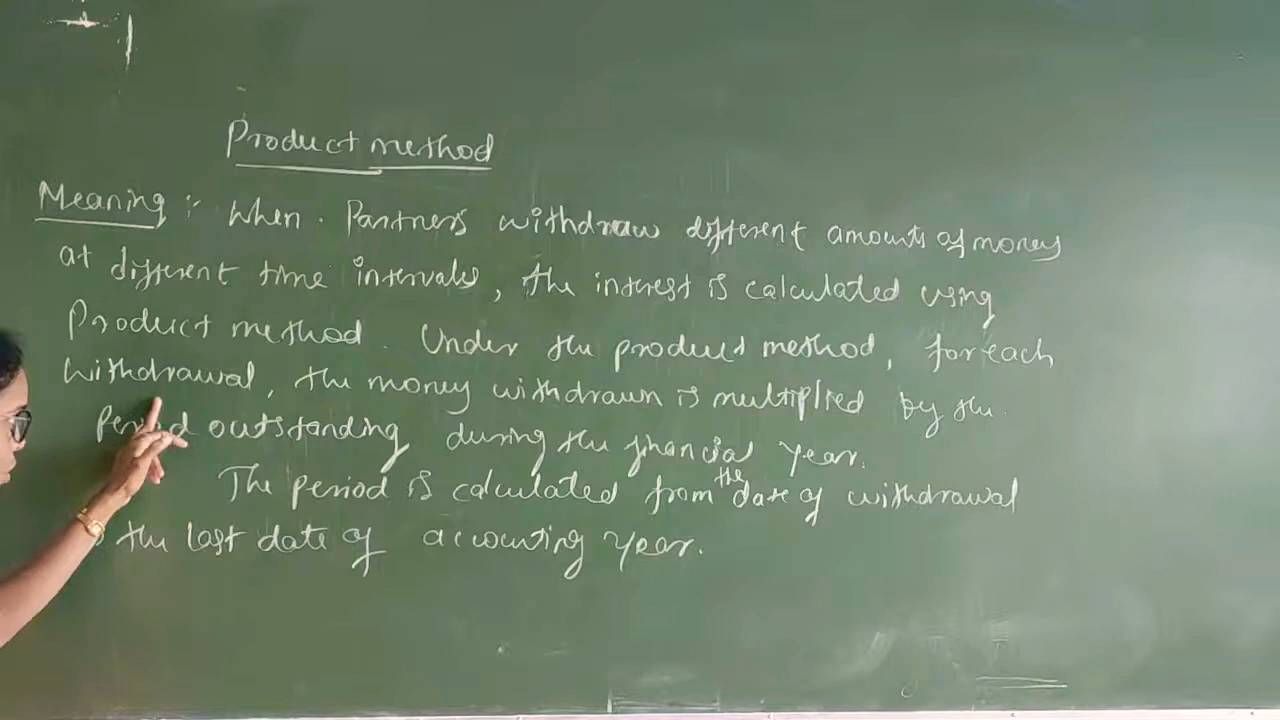 Product method
Meaning :- When. Partners withdraw different amounts of money
at different time intervals, the interest is calculated using
Product method. Under the product method, for each
withdrawal, the money withdrawn is multiplied by the.
Period outstanding during the financial year.
The period is calculated from the date of withdrawal
the last date of accounting year.